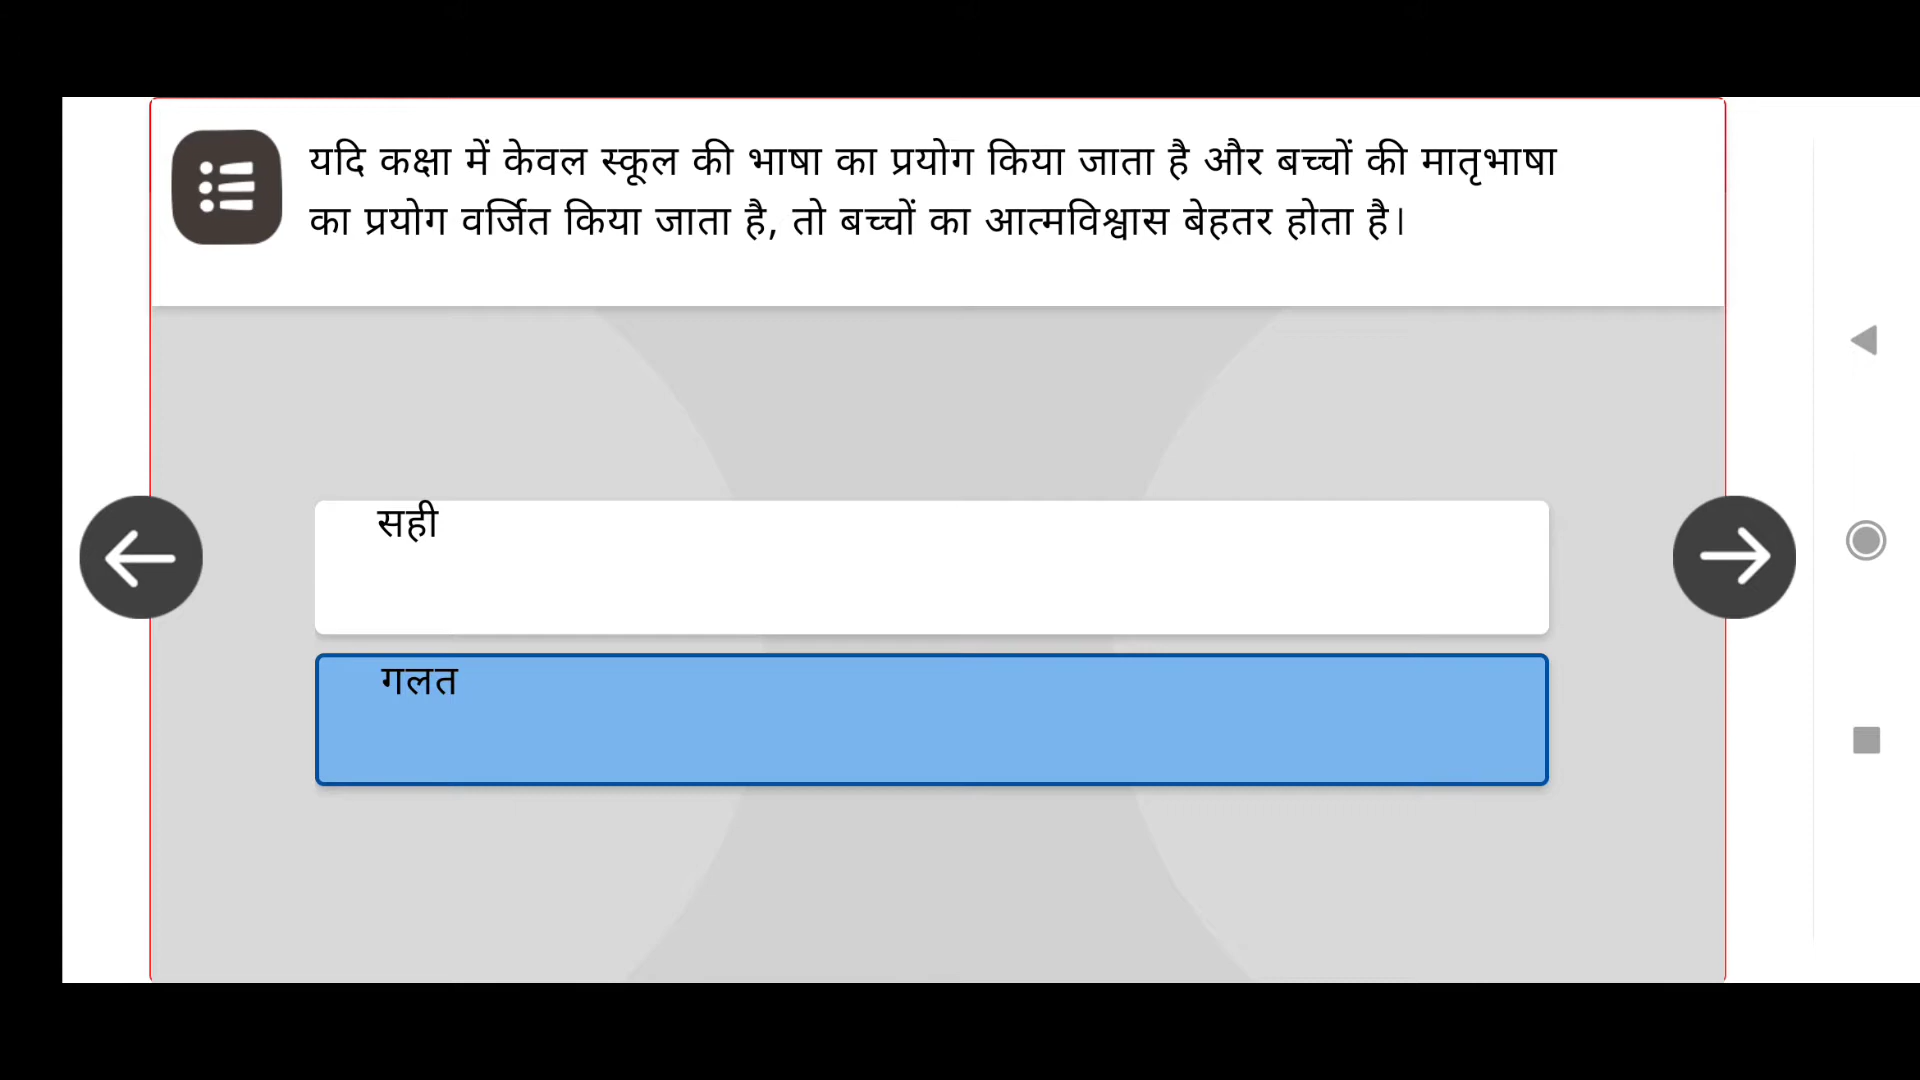 यदि कक्षा में केवल स्कूल की भाषा का प्रयोग किया जाता है और बच्चों की मातृभाषा
का प्रयोग वर्जित किया जाता है, तो बच्चों का आत्मविश्वास बेहतर होता है।
सही
गलत